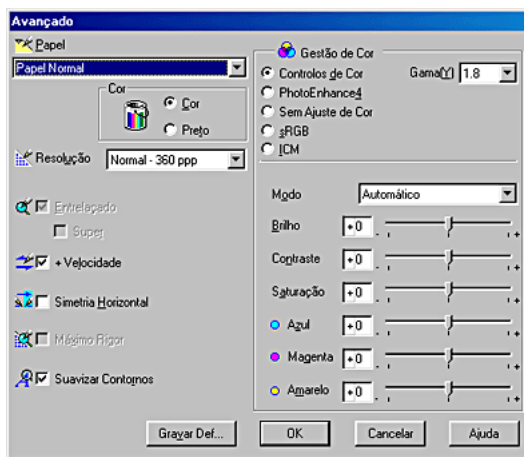 Avançado
Papel
Papel Normal
Cor
Cor
Preto
Resolução Normal - 360 ppp
Entrelaçado
Super
+ Velocidade
Simetria Horizontal
Máximo Rigor
Suavizar Contornos
Gestão de Cor
Controlos de Cor Gama(Y) 1.8
PhotoEnhance4
Sem Ajuste de Cor
sRGB
ICM
Modo Automático
Brilho +0 - +
Contraste +0 - +
Saturação +0 - +
Azul +0 - +
Magenta +0 - +
Amarelo +0 - +
Gravar Def... OK Cancelar Ajuda